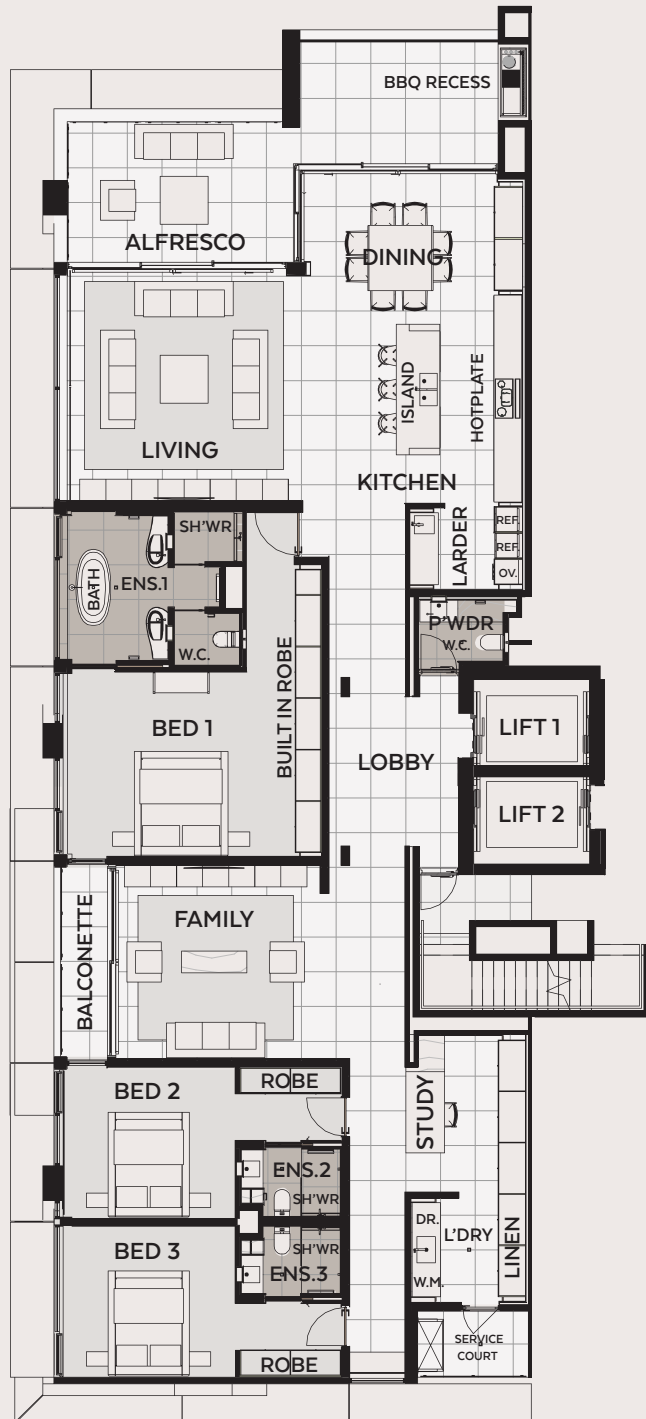 BBQ RECESS
ALFRESCO
DINING
ISLAND
HOTPLATE
LIVING
KITCHEN
LARDER
REF.
REF.
OV.
SH'WR
BATH
ENS.1
W.C.
P'WDR
W.C.
BUILT IN ROBE
BED 1
LOBBY
LIFT 1
LIFT 2
BALCONETTE
FAMILY
BED 2
ROBE
STUDY
ENS.2
SH'WR
BED 3
SH'WR
ENS.3
DR.
L'DRY
W.M.
LINEN
ROBE
SERVICE
COURT